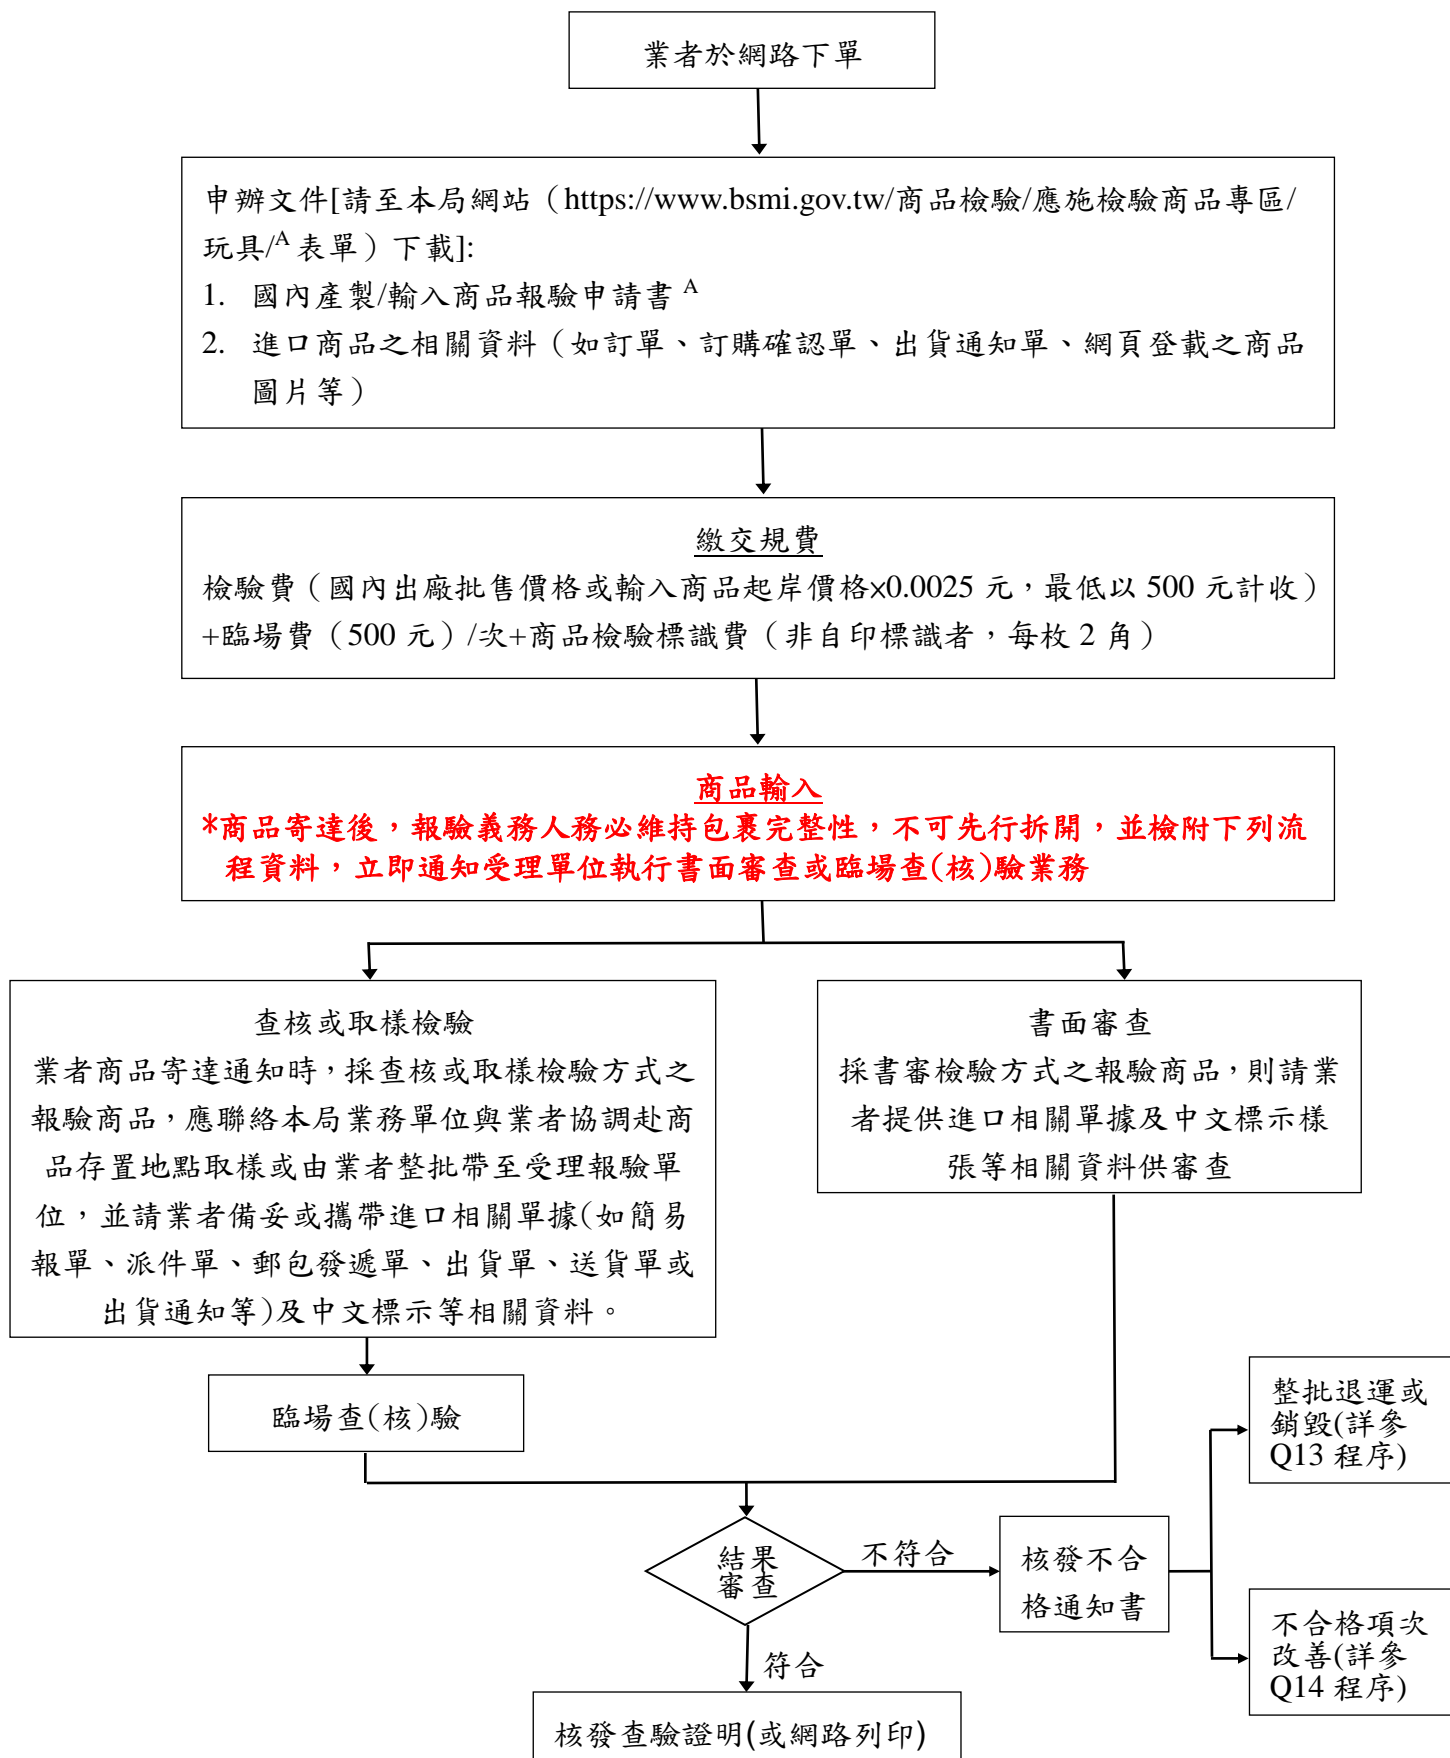 業者於網路下單
申辦文件[請至本局網站（https://www.bsmi.gov.tw/商品檢驗/應施檢驗商品專區/
玩具/A 表單）下載]:
1. 國內產製/輸入商品報驗申請書 A
2. 進口商品之相關資料（如訂單、訂購確認單、出貨通知單、網頁登載之商品
圖片等）
繳交規費
檢驗費（國內出廠批售價格或輸入商品起岸價格×0.0025 元，最低以 500 元計收）
+臨場費（500 元）/次+商品檢驗標識費（非自印標識者，每枚 2 角）
商品輸入
*商品寄達後，報驗義務人務必維持包裹完整性，不可先行拆開，並檢附下列流
程資料，立即通知受理單位執行書面審查或臨場查(核)驗業務
查核或取樣檢驗
業者商品寄達通知時，採查核或取樣檢驗方式之
報驗商品，應聯絡本局業務單位與業者協調赴商
品存置地點取樣或由業者整批帶至受理報驗單
位，並請業者備妥或攜帶進口相關單據(如簡易
報單、派件單、郵包發遞單、出貨單、送貨單或
出貨通知等)及中文標示等相關資料。
書面審查
採書審檢驗方式之報驗商品，則請業
者提供進口相關單據及中文標示樣
張等相關資料供審查
臨場查(核)驗
整批退運或
銷毀(詳參
Q13 程序)
結果
審查
不符合
核發不合
格通知書
不合格項次
改善(詳參
Q14 程序)
符合
核發查驗證明(或網路列印)